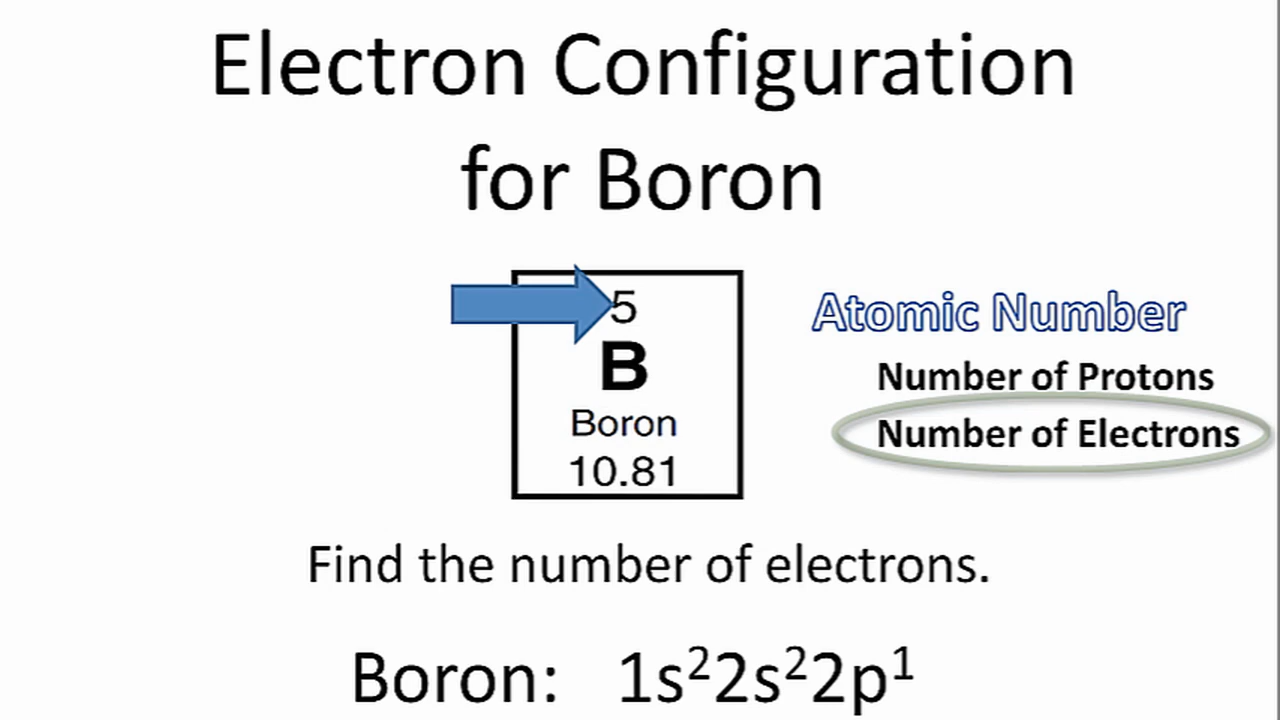 Electron Configuration
for Boron
5
B
Boron
10.81
Atomic Number
Number of Protons
Number of Electrons
Find the number of electrons.
Boron: 1s²2s²2p¹